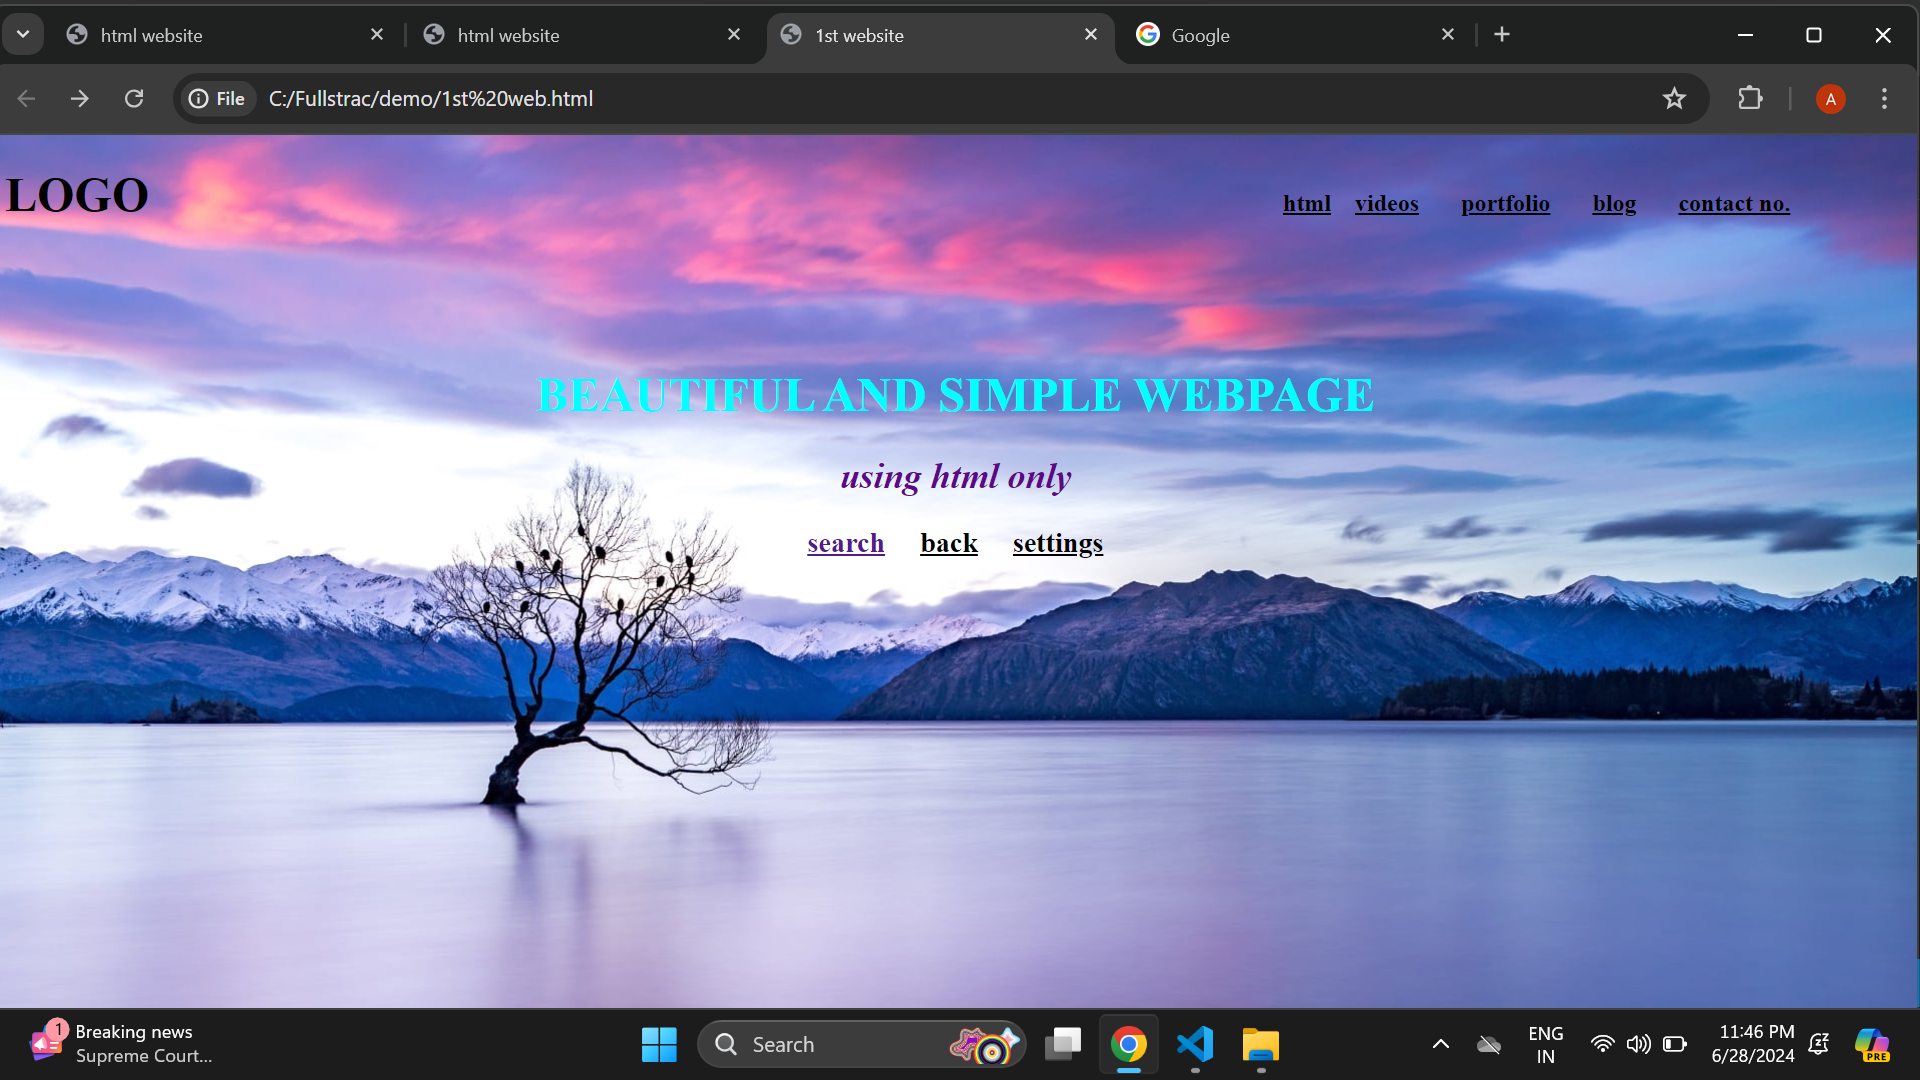 html website
html website
1st website
Google
File
C:/Fullstrac/demo/1st%20web.html
A
LOGO
html videos portfolio blog contact no.
BEAUTIFUL AND SIMPLE WEBPAGE
using html only
search back settings
1
Breaking news
Supreme Court...
Search
ENG
IN
11:46 PM
6/28/2024
PRE